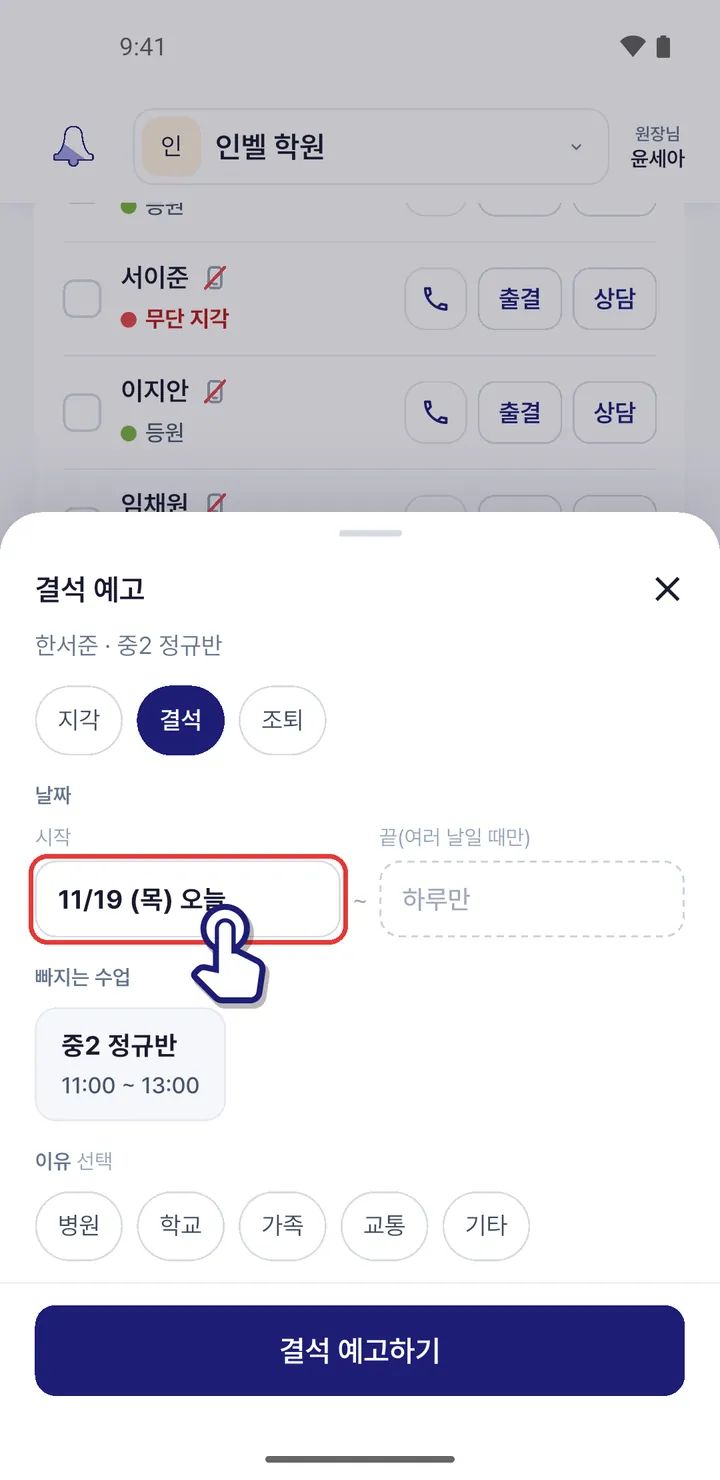 9:41
인
인벨 학원
원장님
윤세아
등원
서이준
무단 지각
출결
상담
이지안
등원
출결
상담
임채원
결석 예고
한서준 · 중2 정규반
지각
결석
조퇴
날짜
시작
끝(여러 날일 때만)
11/19 (목) 오늘
~
하루만
빠지는 수업
중2 정규반
11:00 ~ 13:00
이유 선택
병원
학교
가족
교통
기타
결석 예고하기